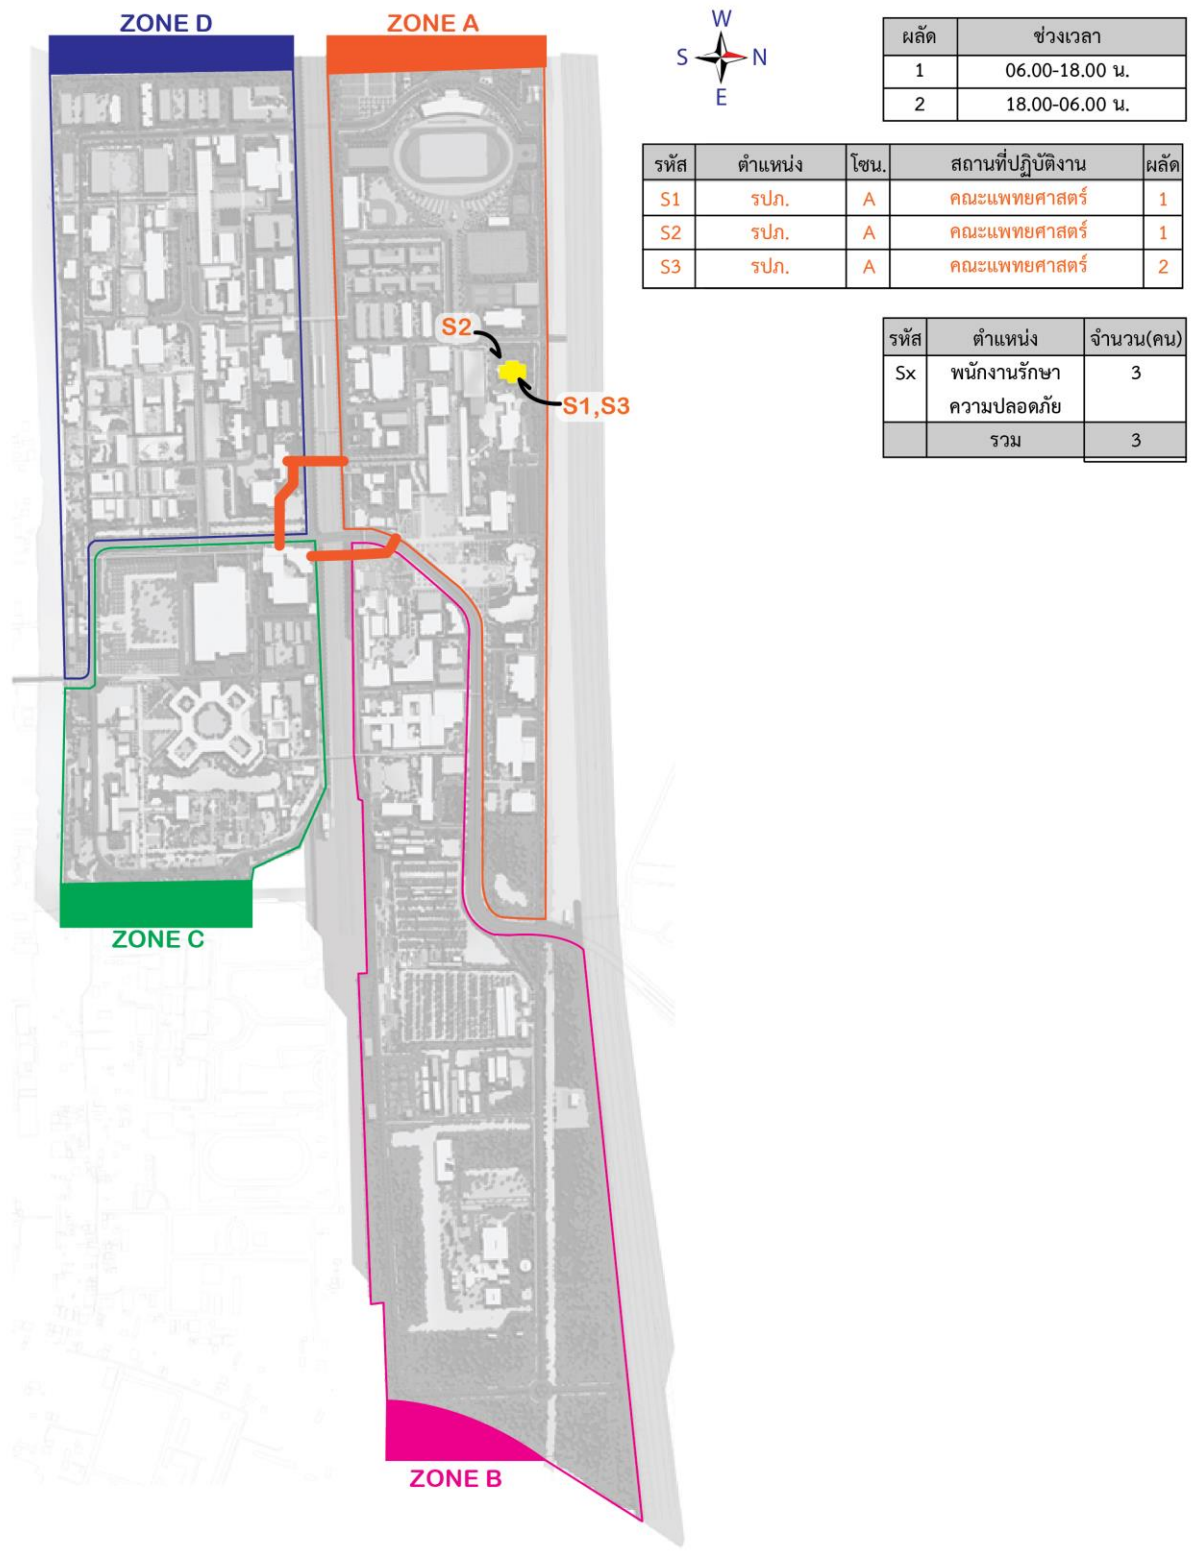 ZONE D
ZONE A
W
S N
E
ผลัด ช่วงเวลา
1 06.00-18.00 น.
2 18.00-06.00 น.
รหัส ตำแหน่ง โซน. สถานที่ปฏิบัติงาน ผลัด
S1 รปภ. A คณะแพทยศาสตร์ 1
S2 รปภ. A คณะแพทยศาสตร์ 1
S3 รปภ. A คณะแพทยศาสตร์ 2
S2
S1,S3
รหัส ตำแหน่ง จำนวน(คน)
Sx พนักงานรักษา 3
ความปลอดภัย
รวม 3
ZONE C
ZONE B